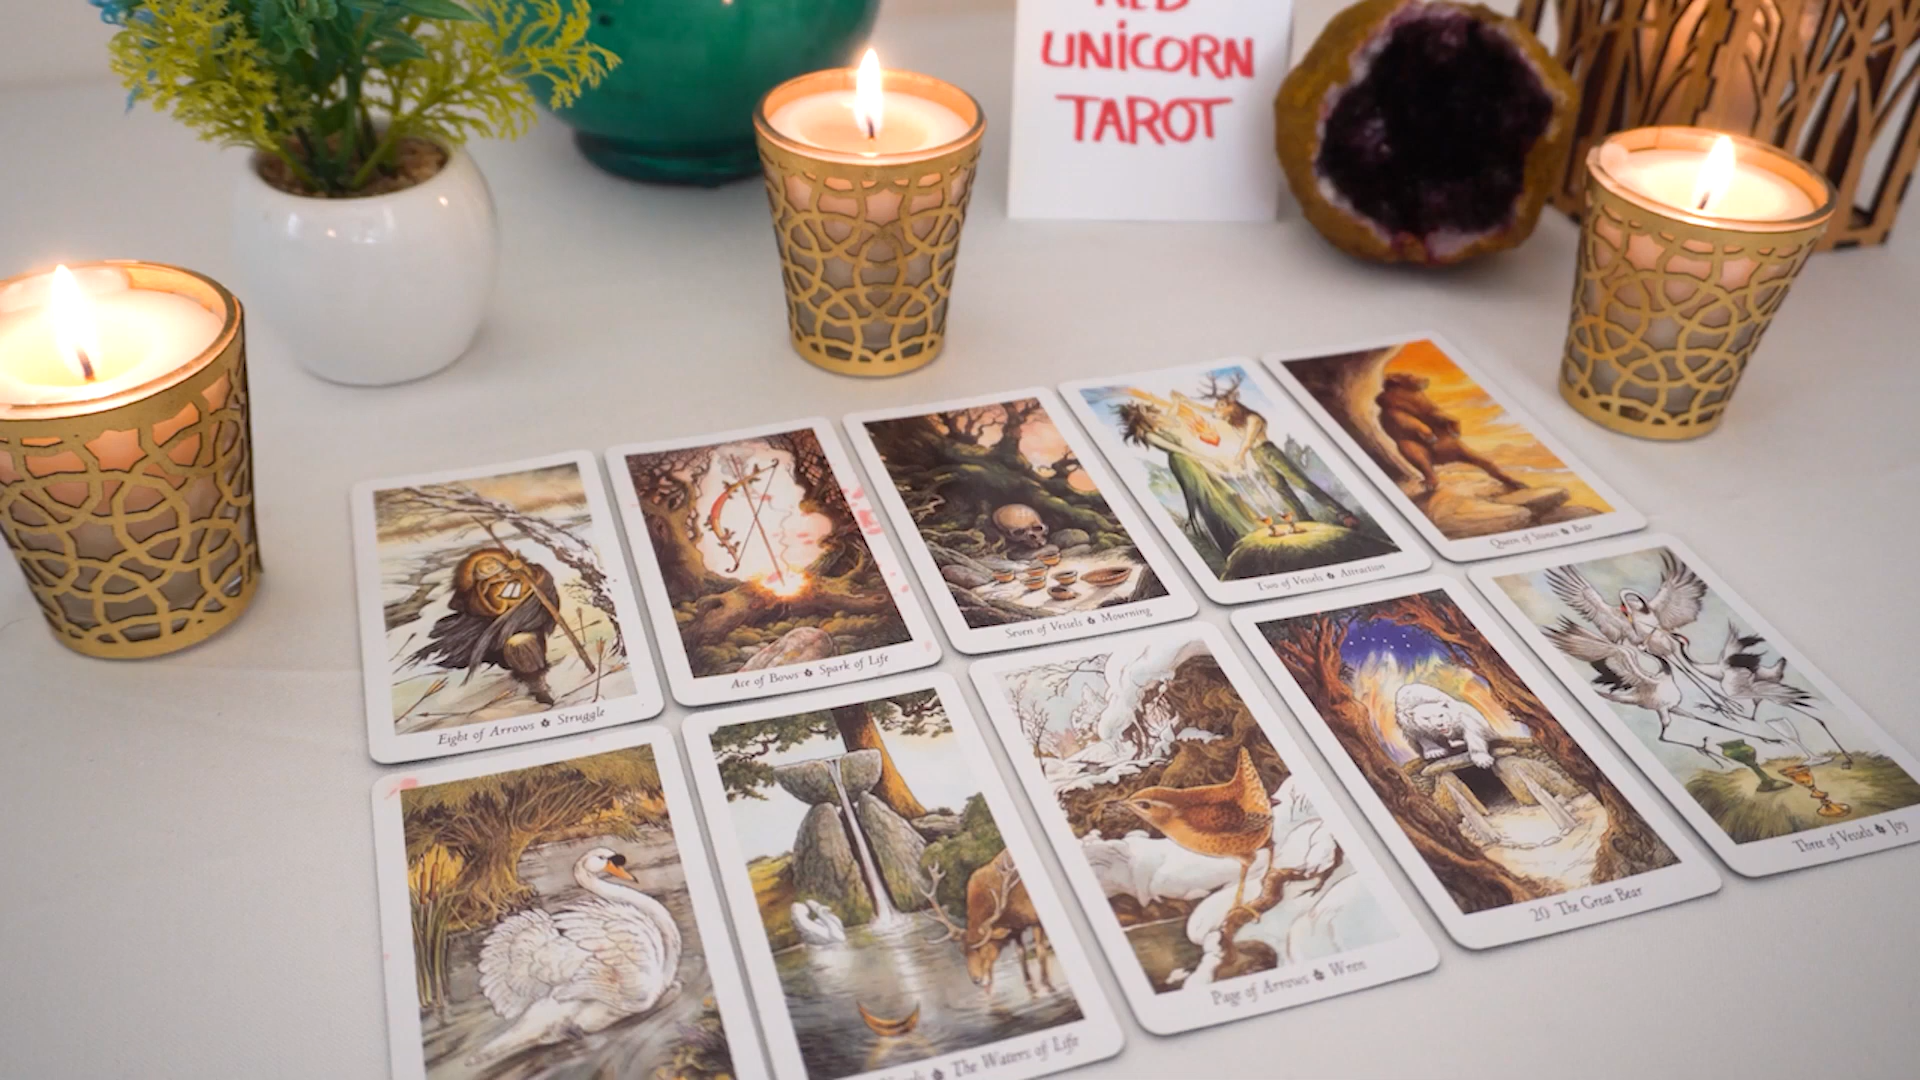 RED
UNICORN
TAROT
Queen of Stones Bear
Two of Vessels Attraction
Seven of Vessels Mourning
Ace of Bows Spark of Life
Eight of Arrows Struggle
Three of Vessels Joy
20 The Great Bear
Page of Arrows Wren
The Waters of Life